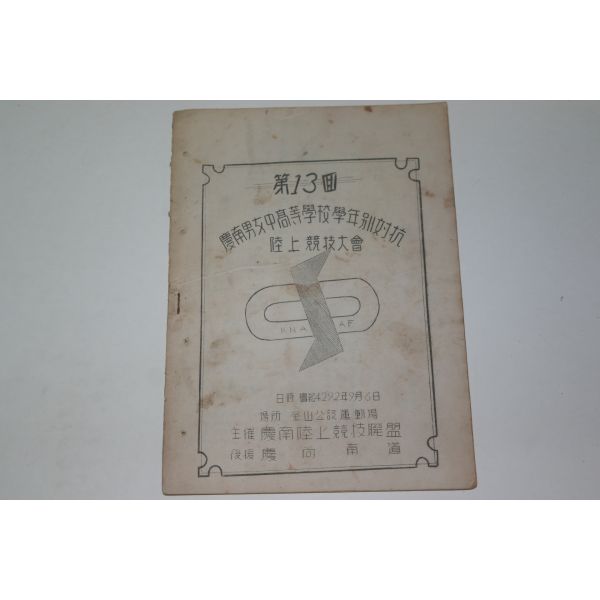 第13回
慶南男女中高等學校學年別対抗
陸上競技大會
KNA AF
日時 檀紀4292年9月6日
場所 釜山公設運動場
主催 慶南陸上競技聯盟
後援 慶尙南道